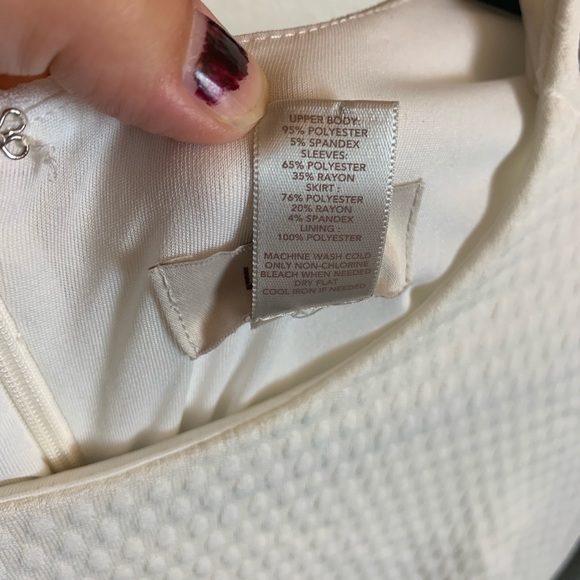 UPPER BODY:
95% POLYESTER
5% SPANDEX
SLEEVES:
65% POLYESTER
35% RAYON
SKIRT :
76% POLYESTER
20% RAYON
4% SPANDEX
LINING :
100% POLYESTER
MACHINE WASH COLD
ONLY NON-CHLORINE
BLEACH WHEN NEEDED
DRY FLAT
COOL IRON IF NEEDED